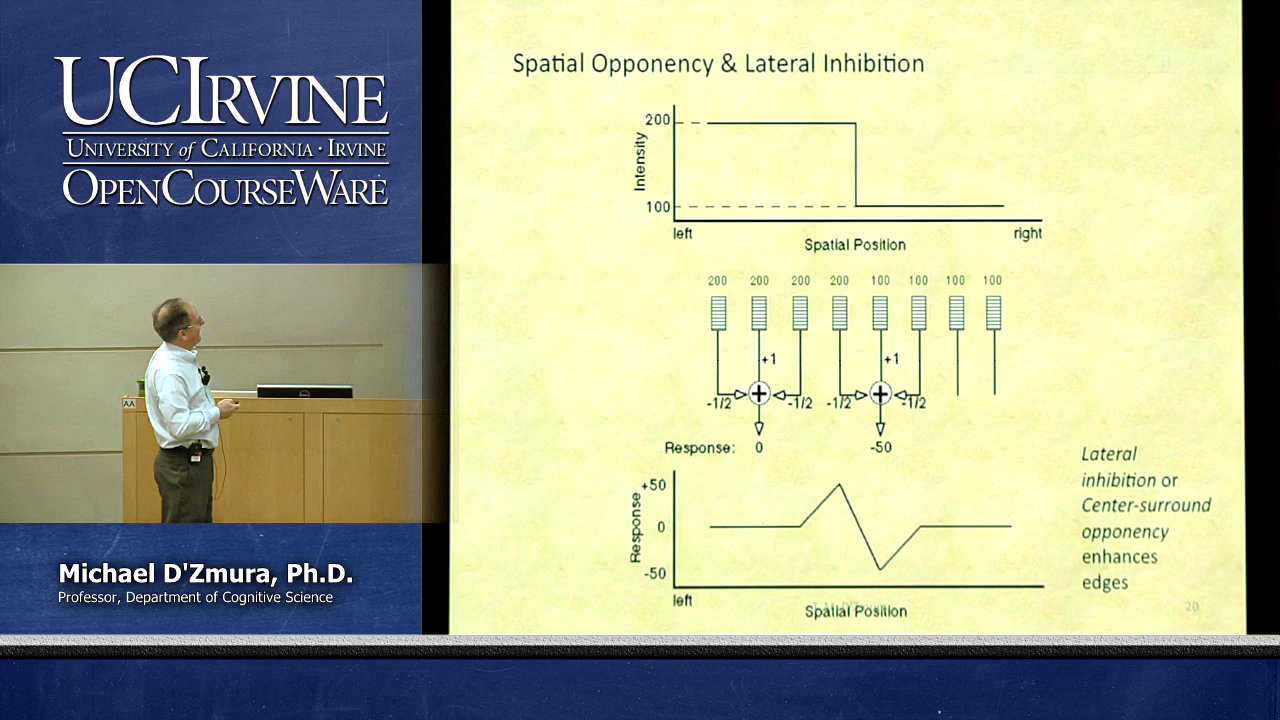 UCIRVINE
UNIVERSITY of CALIFORNIA · IRVINE
OPENCOURSEWARE
AA
Michael D'Zmura, Ph.D.
Professor, Department of Cognitive Science
Spatial Opponency & Lateral Inhibition
200
100
Intensity
left
right
Spatial Position
200 200 200 200 100 100 100 100
+1 +1
-1/2 -1/2 -1/2 -1/2
Response: 0 -50
+50
0
-50
Response
left
Spatial Position
Lateral
inhibition or
Center-surround
opponency
enhances
edges
20